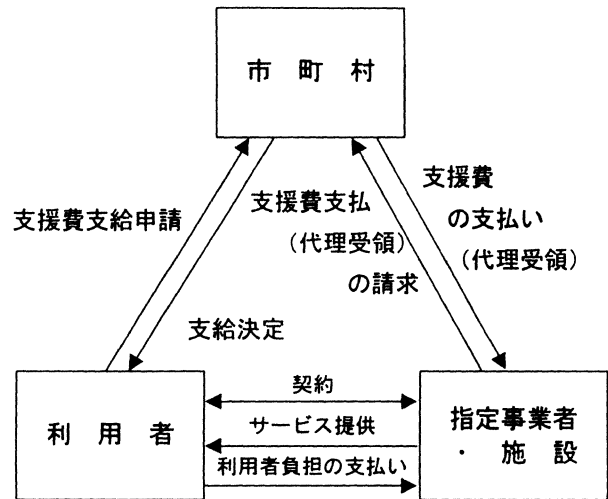 市町村
支援費支給申請
支給決定
支援費支払
(代理受領)
の請求
支援費
の支払い
(代理受領)
利用者
契約
サービス提供
利用者負担の支払い
指定事業者
・施設